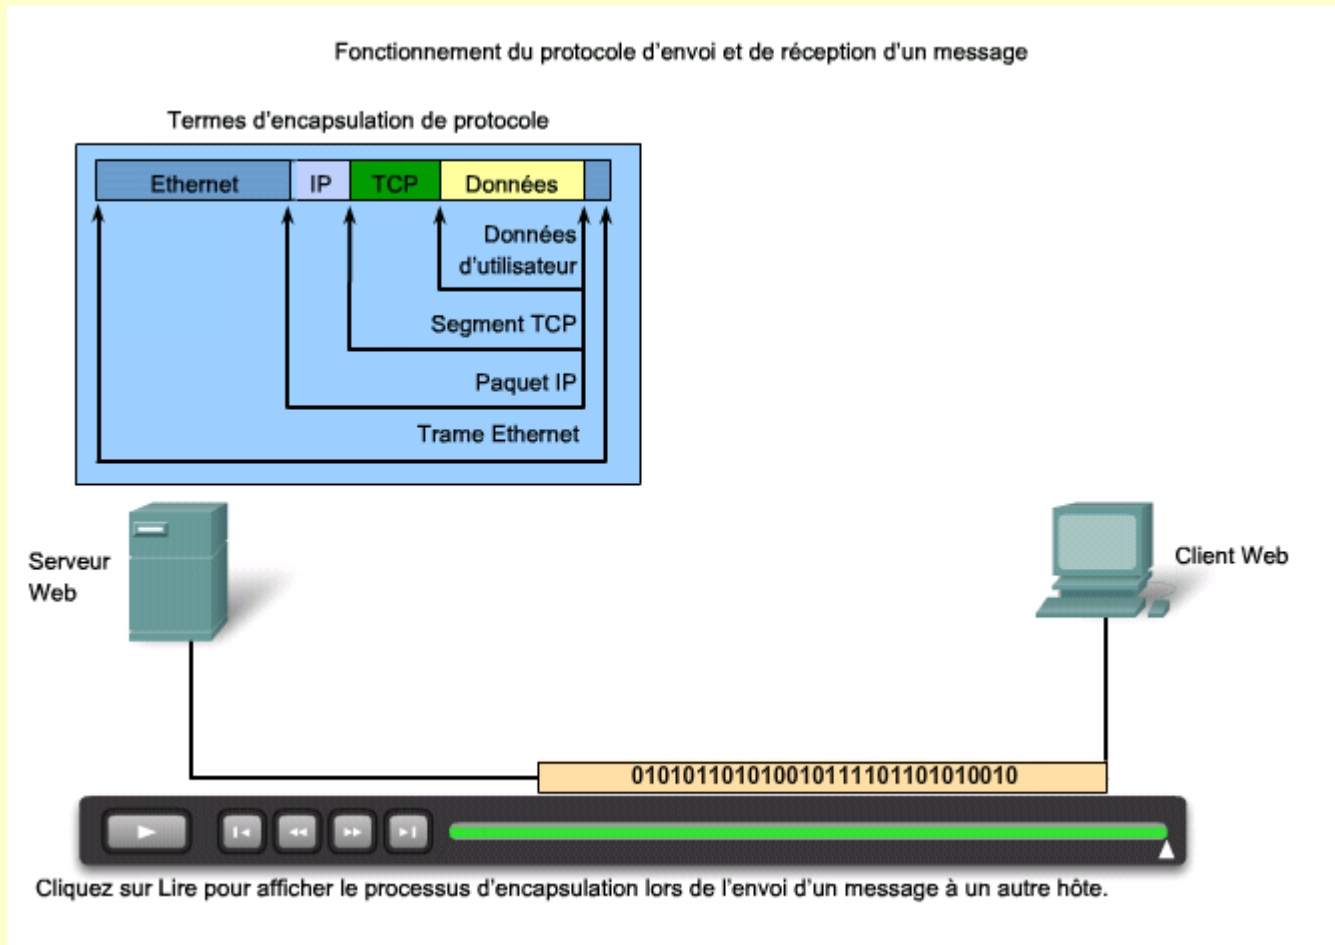 Fonctionnement du protocole d'envoi et de réception d'un message
Termes d'encapsulation de protocole
Ethernet IP TCP Données
Données
d'utilisateur
Segment TCP
Paquet IP
Trame Ethernet
Serveur
Web
Client Web
0101011010100101111011010100010
Cliquez sur Lire pour afficher le processus d'encapsulation lors de l'envoi d'un message à un autre hôte.